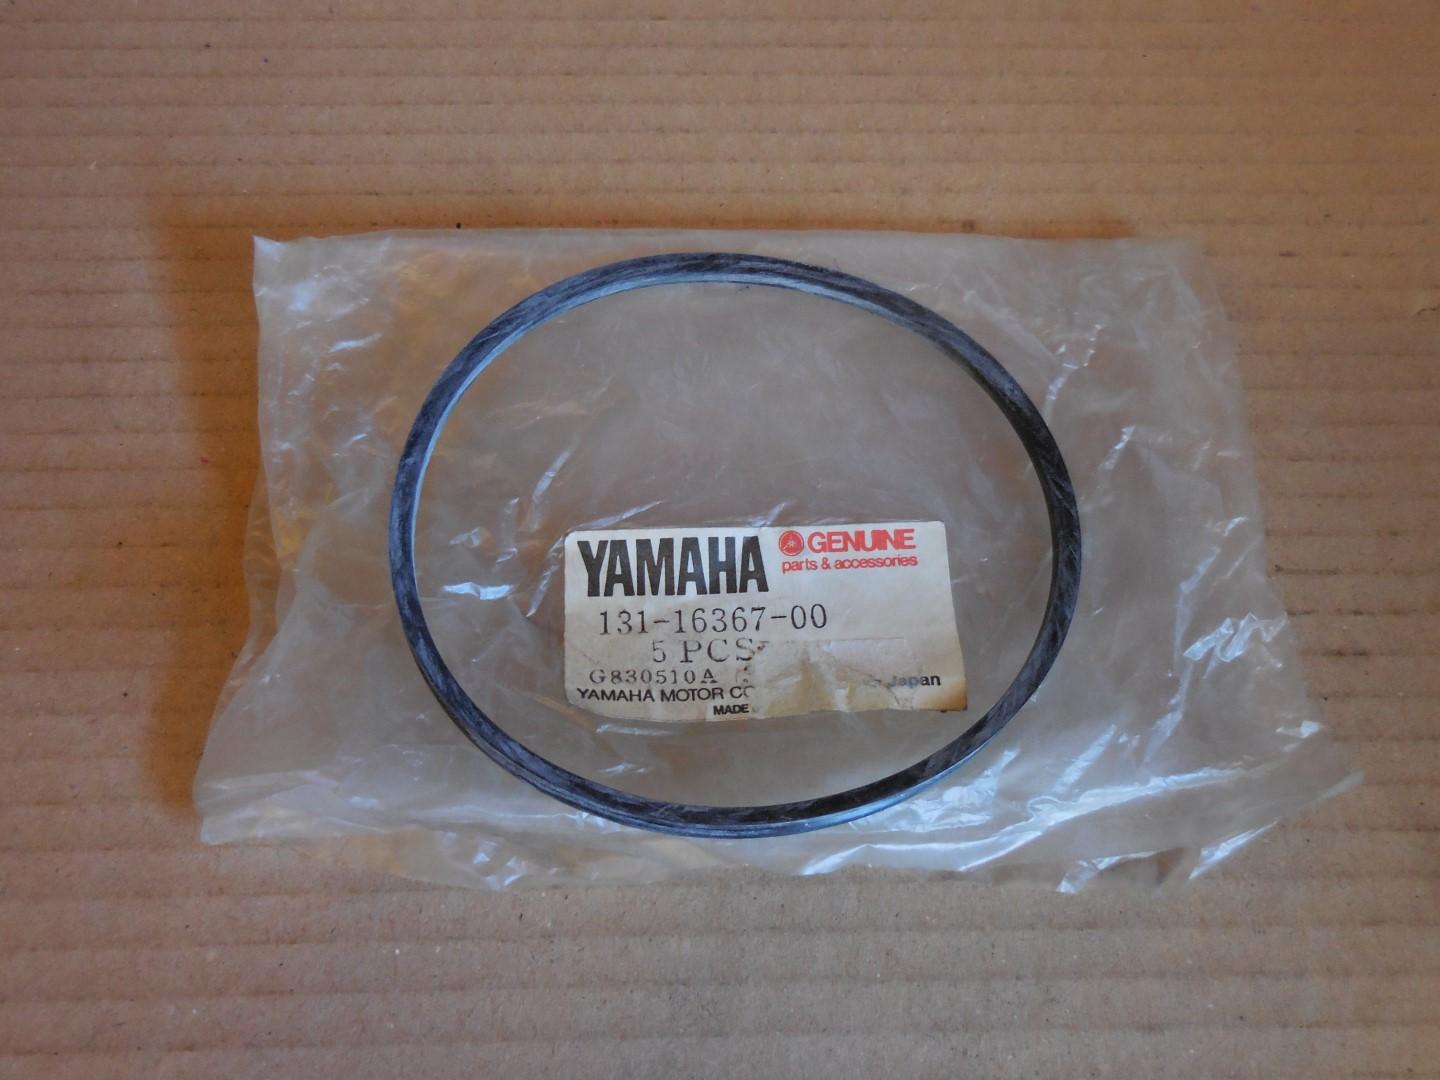 YAMAHA GENUINE
parts & accessories
131-16367-00
5 PCS
G830510A
YAMAHA MOTOR CO Japan
MADE